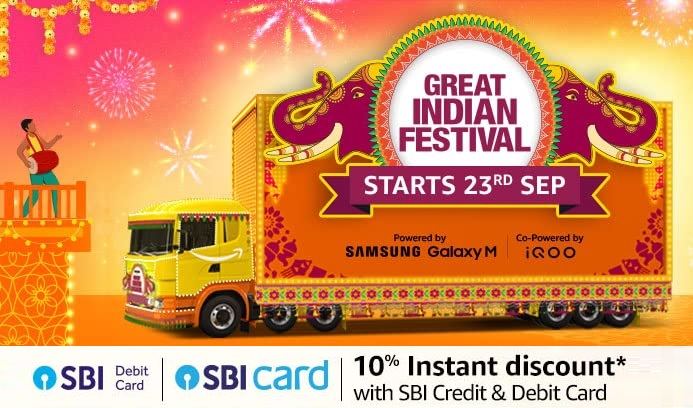 GREAT
INDIAN
FESTIVAL
STARTS 23RD SEP
Powered by
SAMSUNG Galaxy M
Co-Powered by
iQOO
SBI Debit Card
SBI card
10% Instant discount*
with SBI Credit & Debit Card